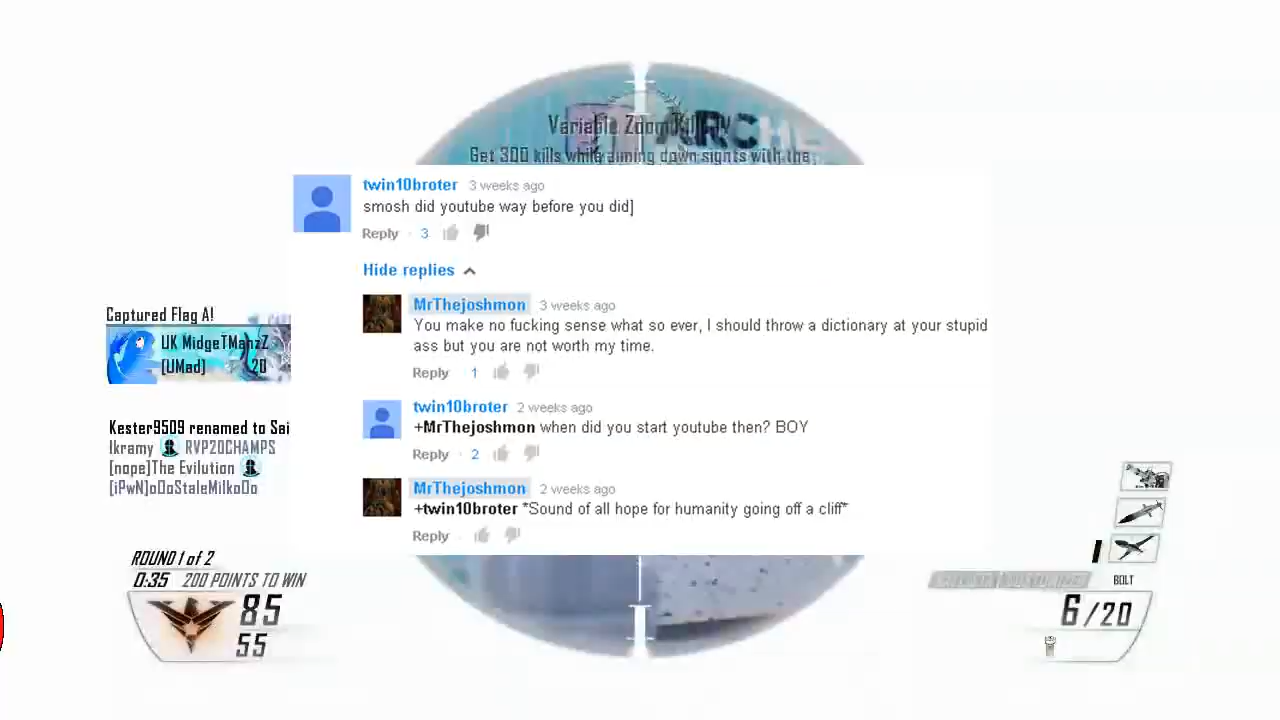 ARCHE
Variable Zoom
Get 300 kills while aiming down sights with the
twin10broter 3 weeks ago
smosh did youtube way before you did]
Reply · 3
Hide replies
MrThejoshmon 3 weeks ago
You make no fucking sense what so ever, I should throw a dictionary at your stupid
ass but you are not worth my time.
Reply · 1
twin10broter 2 weeks ago
+MrThejoshmon when did you start youtube then? BOY
Reply · 2
MrThejoshmon 2 weeks ago
+twin10broter *Sound of all hope for humanity going off a cliff*
Reply ·
Captured Flag A!
UK MidgeTManzZ
[UMad] 20
Kester9509 renamed to Sai
Ikramy RVP20CHAMPS
[nope]The Evilution
[iPwN]oOoStaleMilkoOo
ROUND 1 of 2
0:35 200 POINTS TO WIN
85
55
BOLT
6/20